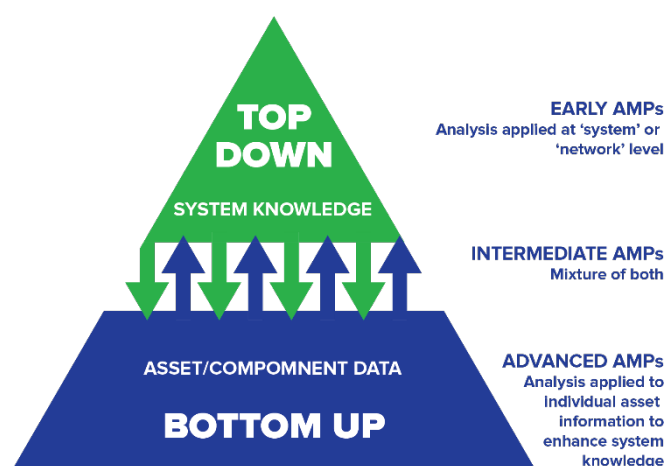 TOP
DOWN
SYSTEM KNOWLEDGE
EARLY AMPs
Analysis applied at ‘system’ or
‘network’ level
INTERMEDIATE AMPs
Mixture of both
ASSET/COMPOMNENT DATA
BOTTOM UP
ADVANCED AMPs
Analysis applied to
individual asset
information to
enhance system
knowledge